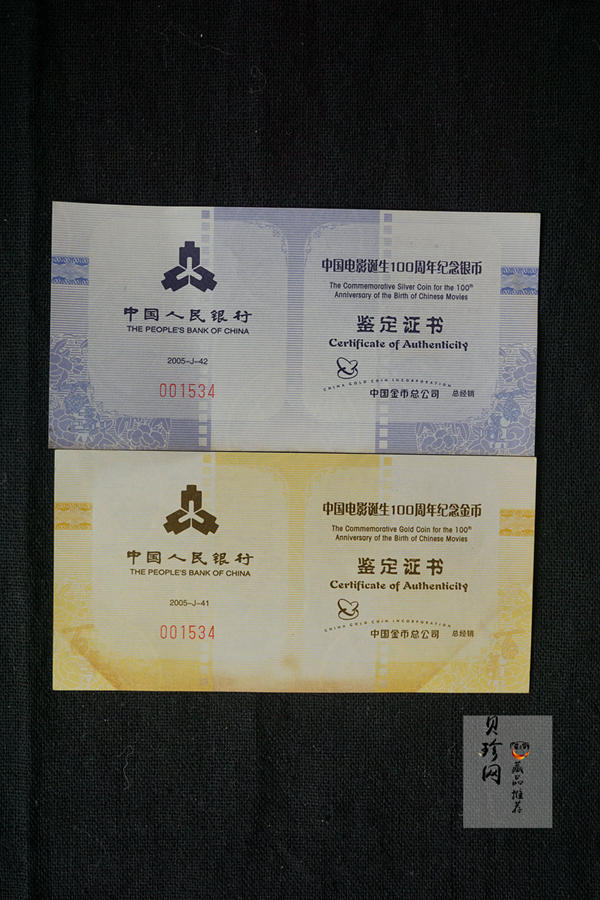 中国人民银行
THE PEOPLE'S BANK OF CHINA
2005-J-42
001534
中国电影诞生100周年纪念银币
The Commemorative Silver Coin for the 100th
Anniversary of the Birth of Chinese Movies
鉴定证书
Certificate of Authenticity
CHINA GOLD COIN INCORPORATION
中国金币总公司 总经销
中国人民银行
THE PEOPLE'S BANK OF CHINA
2005-J-41
001534
中国电影诞生100周年纪念金币
The Commemorative Gold Coin for the 100th
Anniversary of the Birth of Chinese Movies
鉴定证书
Certificate of Authenticity
CHINA GOLD COIN INCORPORATION
中国金币总公司 总经销
贝珍网
藏品推荐